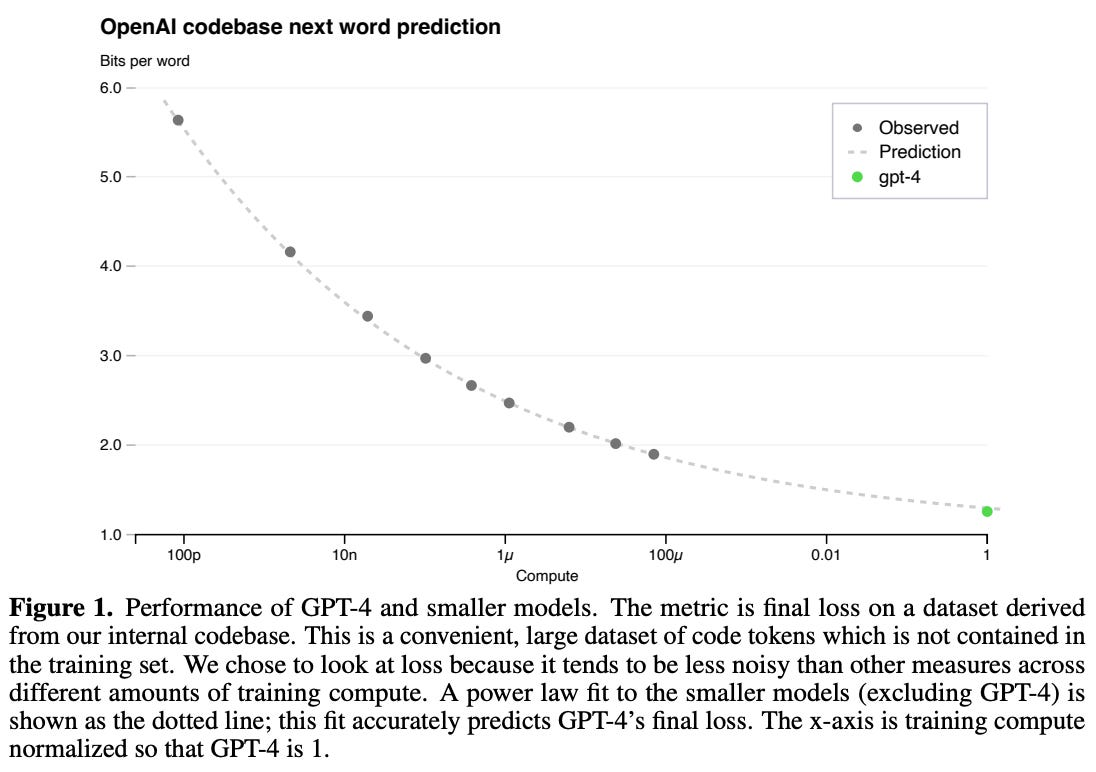 OpenAI codebase next word prediction
Bits per word
6.0
5.0
4.0
3.0
2.0
1.0
Observed
Prediction
gpt-4
100p
10n
1µ
100µ
0.01
1
Compute
Figure 1. Performance of GPT-4 and smaller models. The metric is final loss on a dataset derived
from our internal codebase. This is a convenient, large dataset of code tokens which is not contained in
the training set. We chose to look at loss because it tends to be less noisy than other measures across
different amounts of training compute. A power law fit to the smaller models (excluding GPT-4) is
shown as the dotted line; this fit accurately predicts GPT-4's final loss. The x-axis is training compute
normalized so that GPT-4 is 1.